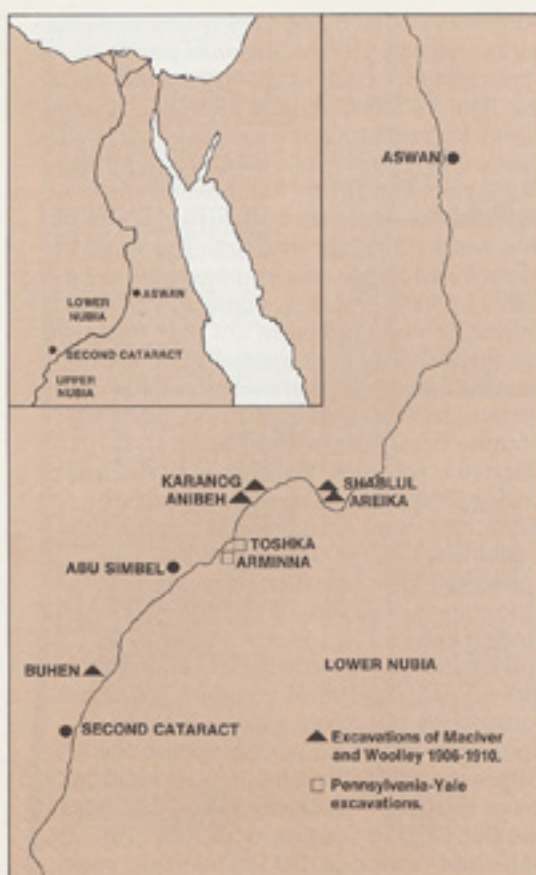 LOWER
NUBIA
ASWAN
SECOND CATARACT
UPPER
NUBIA
ASWAN
KARANOG
ANIBEH
SHABLUL
AREIKA
TOSHKA
ARMINNA
ABU SIMBEL
BUHEN
LOWER NUBIA
SECOND CATARACT
Excavations of MacIver
and Woolley 1906-1910.
Pennsylvania-Yale
excavations.